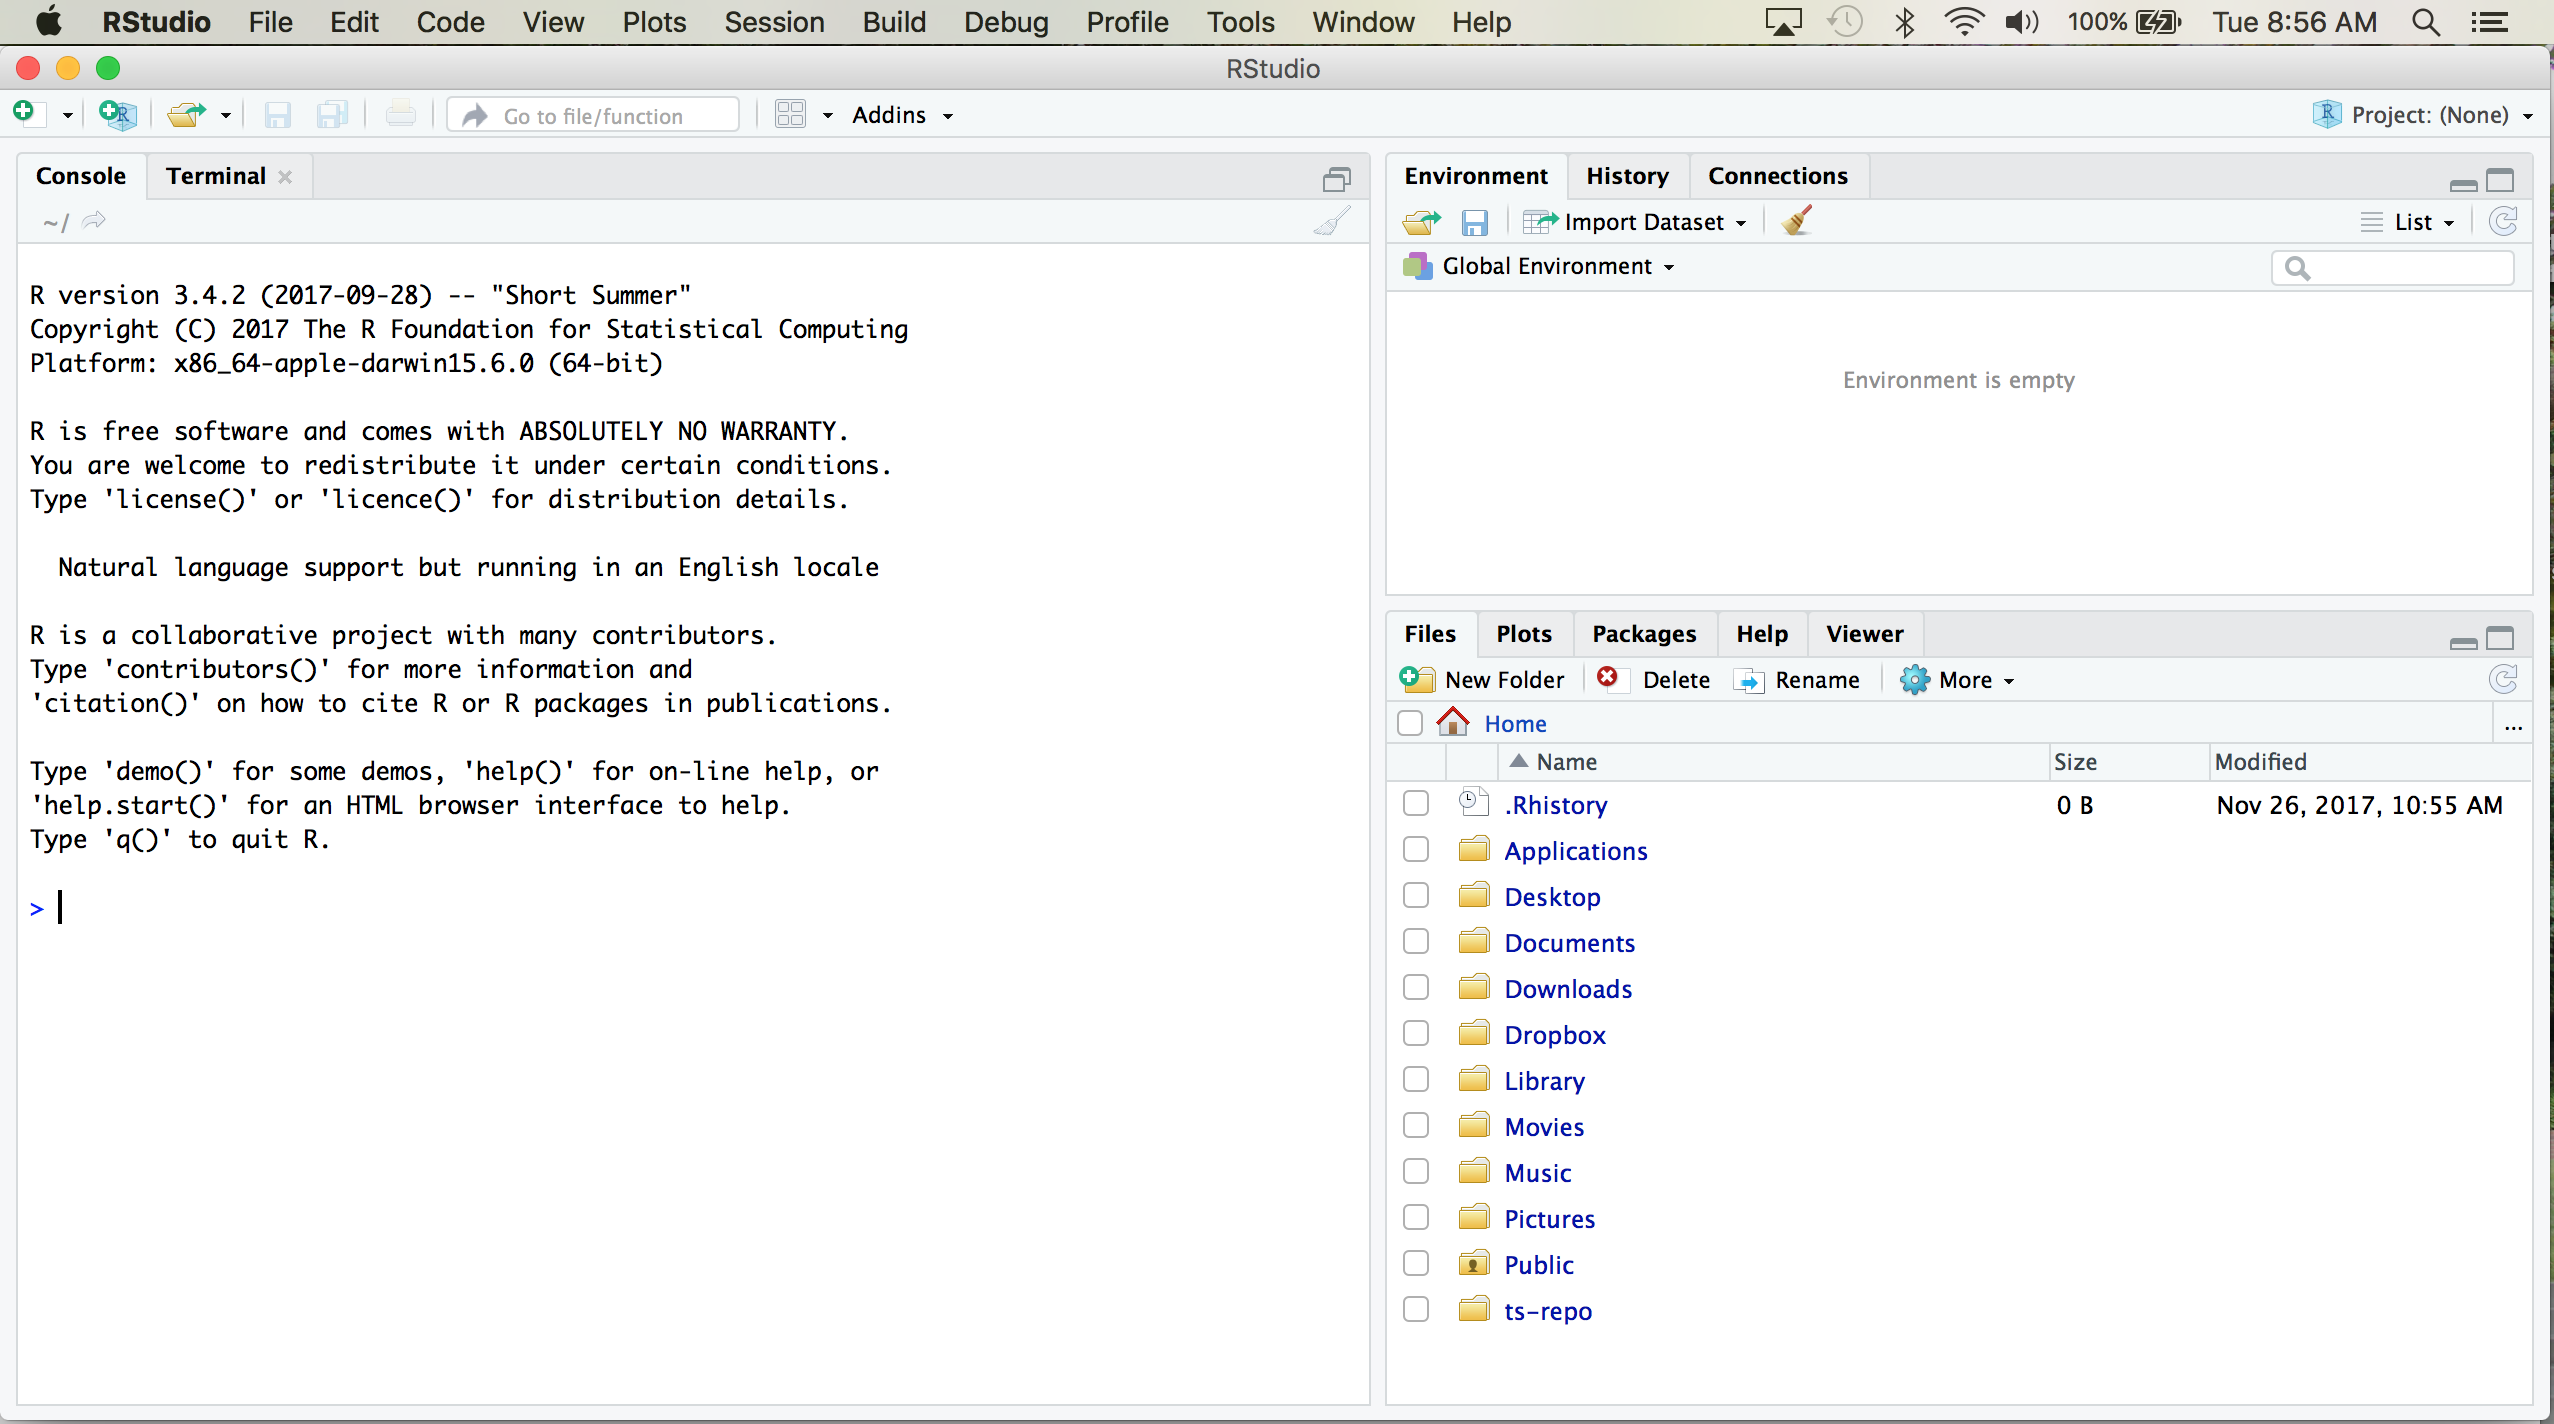 RStudio File Edit Code View Plots Session Build Debug Profile Tools Window Help 100% Tue 8:56 AM
RStudio
Go to file/function Addins Project: (None)
Console Terminal
~/
R version 3.4.2 (2017-09-28) -- "Short Summer"
Copyright (C) 2017 The R Foundation for Statistical Computing
Platform: x86_64-apple-darwin15.6.0 (64-bit)
R is free software and comes with ABSOLUTELY NO WARRANTY.
You are welcome to redistribute it under certain conditions.
Type 'license()' or 'licence()' for distribution details.
Natural language support but running in an English locale
R is a collaborative project with many contributors.
Type 'contributors()' for more information and
'citation()' on how to cite R or R packages in publications.
Type 'demo()' for some demos, 'help()' for on-line help, or
'help.start()' for an HTML browser interface to help.
Type 'q()' to quit R.
>
Environment History Connections
Import Dataset List
Global Environment
Environment is empty
Files Plots Packages Help Viewer
New Folder Delete Rename More
Home ...
Name Size Modified
.Rhistory 0 B Nov 26, 2017, 10:55 AM
Applications
Desktop
Documents
Downloads
Dropbox
Library
Movies
Music
Pictures
Public
ts-repo